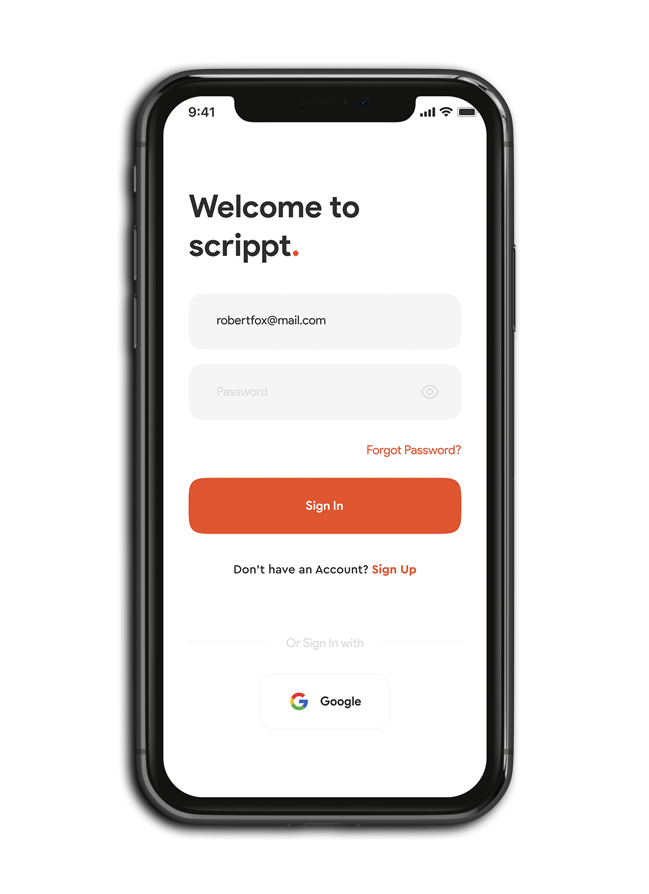 9:41
Welcome to
scrippt.
robertfox@mail.com
Password
Forgot Password?
Sign In
Don't have an Account? Sign Up
Or Sign In with
Google